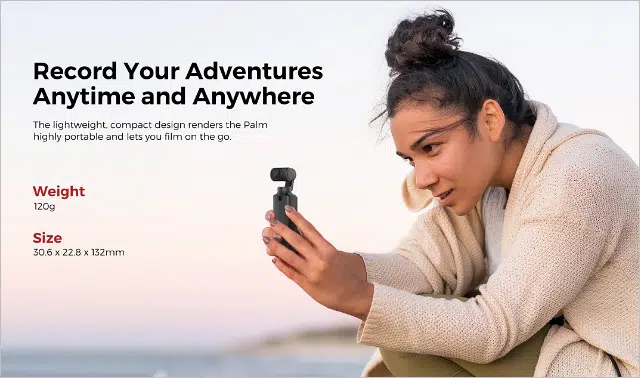 Record Your Adventures
Anytime and Anywhere
The lightweight, compact design renders the Palm
highly portable and lets you film on the go.
Weight
120g
Size
30.6 x 22.8 x 132mm